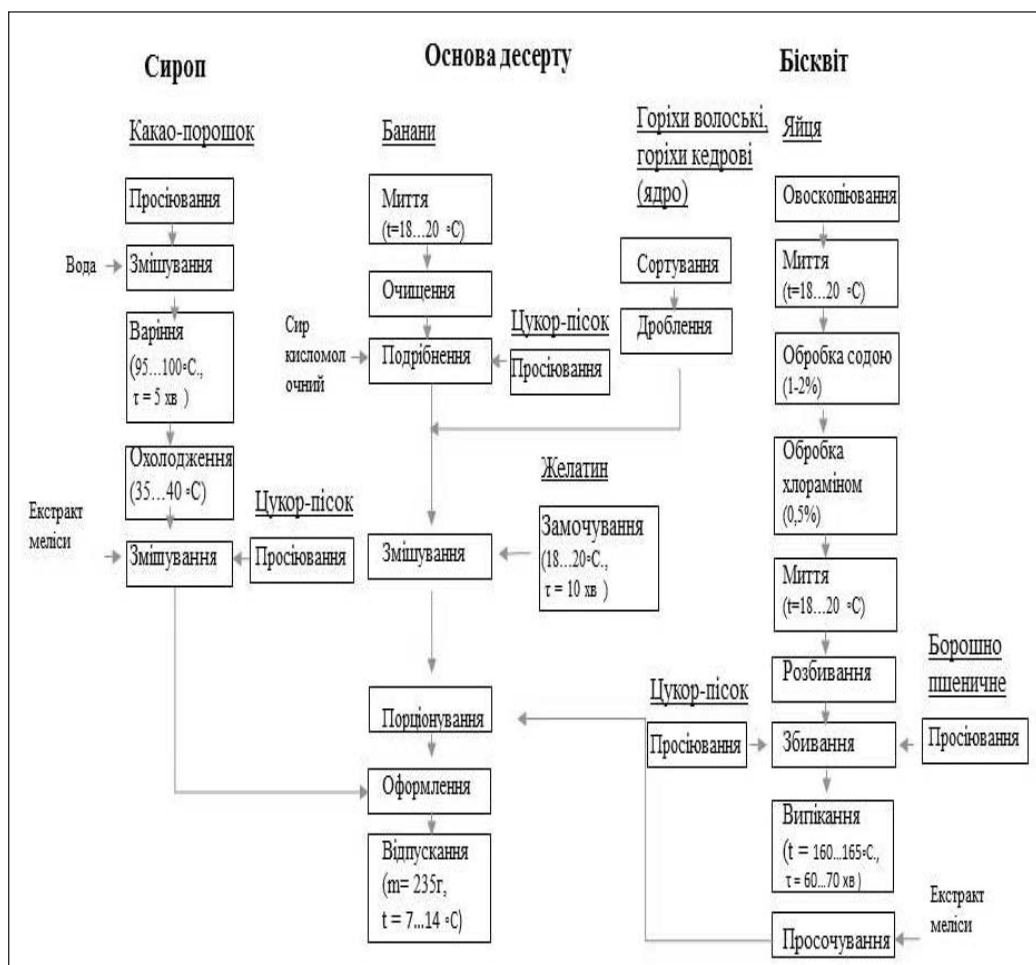 Сироп
Какао-порошок
Просіювання
Вода
Змішування
Варіння
(95…100◦С.,
τ = 5 хв )
Охолодження
(35…40 ◦С)
Екстракт
меліси
Змішування
Цукор-пісок
Просіювання
Основа десерту
Банани
Миття
(t=18...20 ◦С)
Очищення
Сир
кисломол
очний
Подрібнення
Цукор-пісок
Просіювання
Горіхи волоські,
горіхи кедрові
(ядро)
Сортування
Дроблення
Желатин
Замочування
(18…20◦С.,
τ = 10 хв )
Змішування
Порціонування
Оформлення
Відпускання
(m= 235г,
t = 7...14 ◦С)
Бісквіт
Яйця
Овоскопіювання
Миття
(t=18...20 ◦С)
Обробка содою
(1-2%)
Обробка
хлораміном
(0,5%)
Миття
(t=18...20 ◦С)
Розбивання
Цукор-пісок
Просіювання
Збивання
Борошно
пшеничне
Просіювання
Випікання
(t = 160...165◦С.,
τ = 60...70 хв )
Екстракт
меліси
Просочування